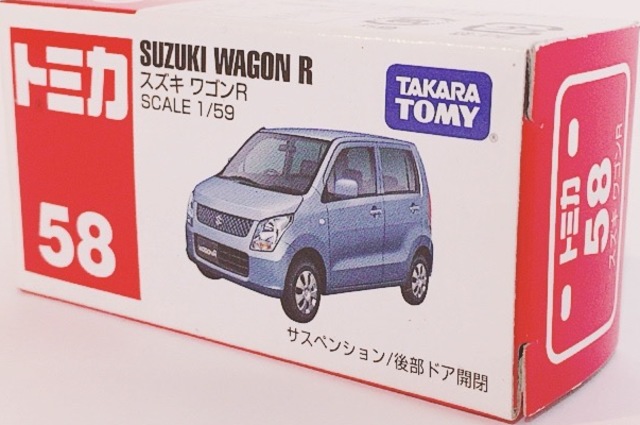 トミカ
58
SUZUKI WAGON R
スズキ ワゴンR
SCALE 1/59
TAKARA
TOMY
サスペンション/後部ドア開閉
トミカ
58
スズキ ワゴンR